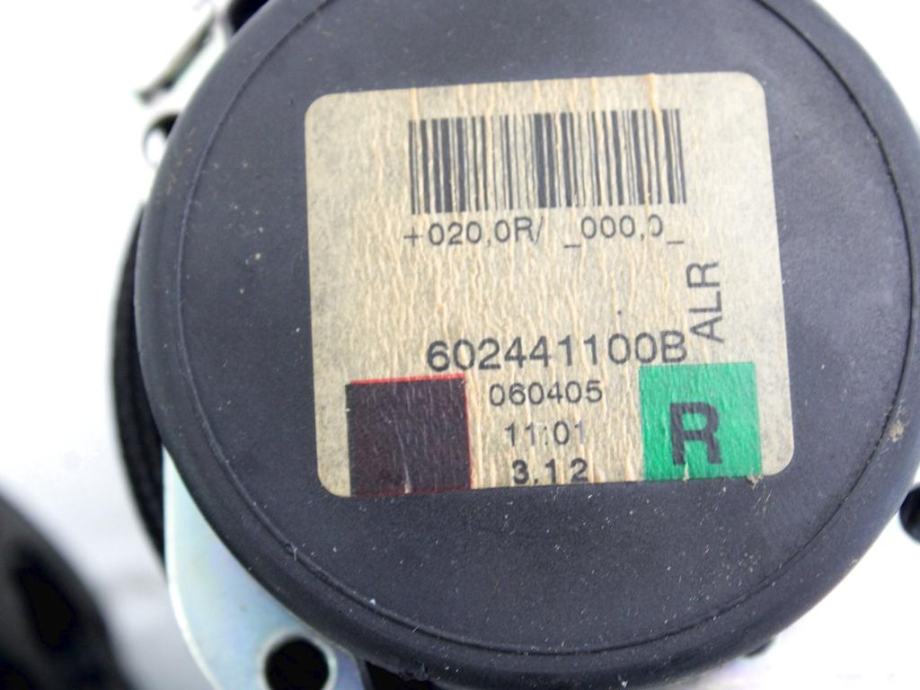 +020,0R/ _000,0_
ALR
602441100B
060405
11:01
R
3.12